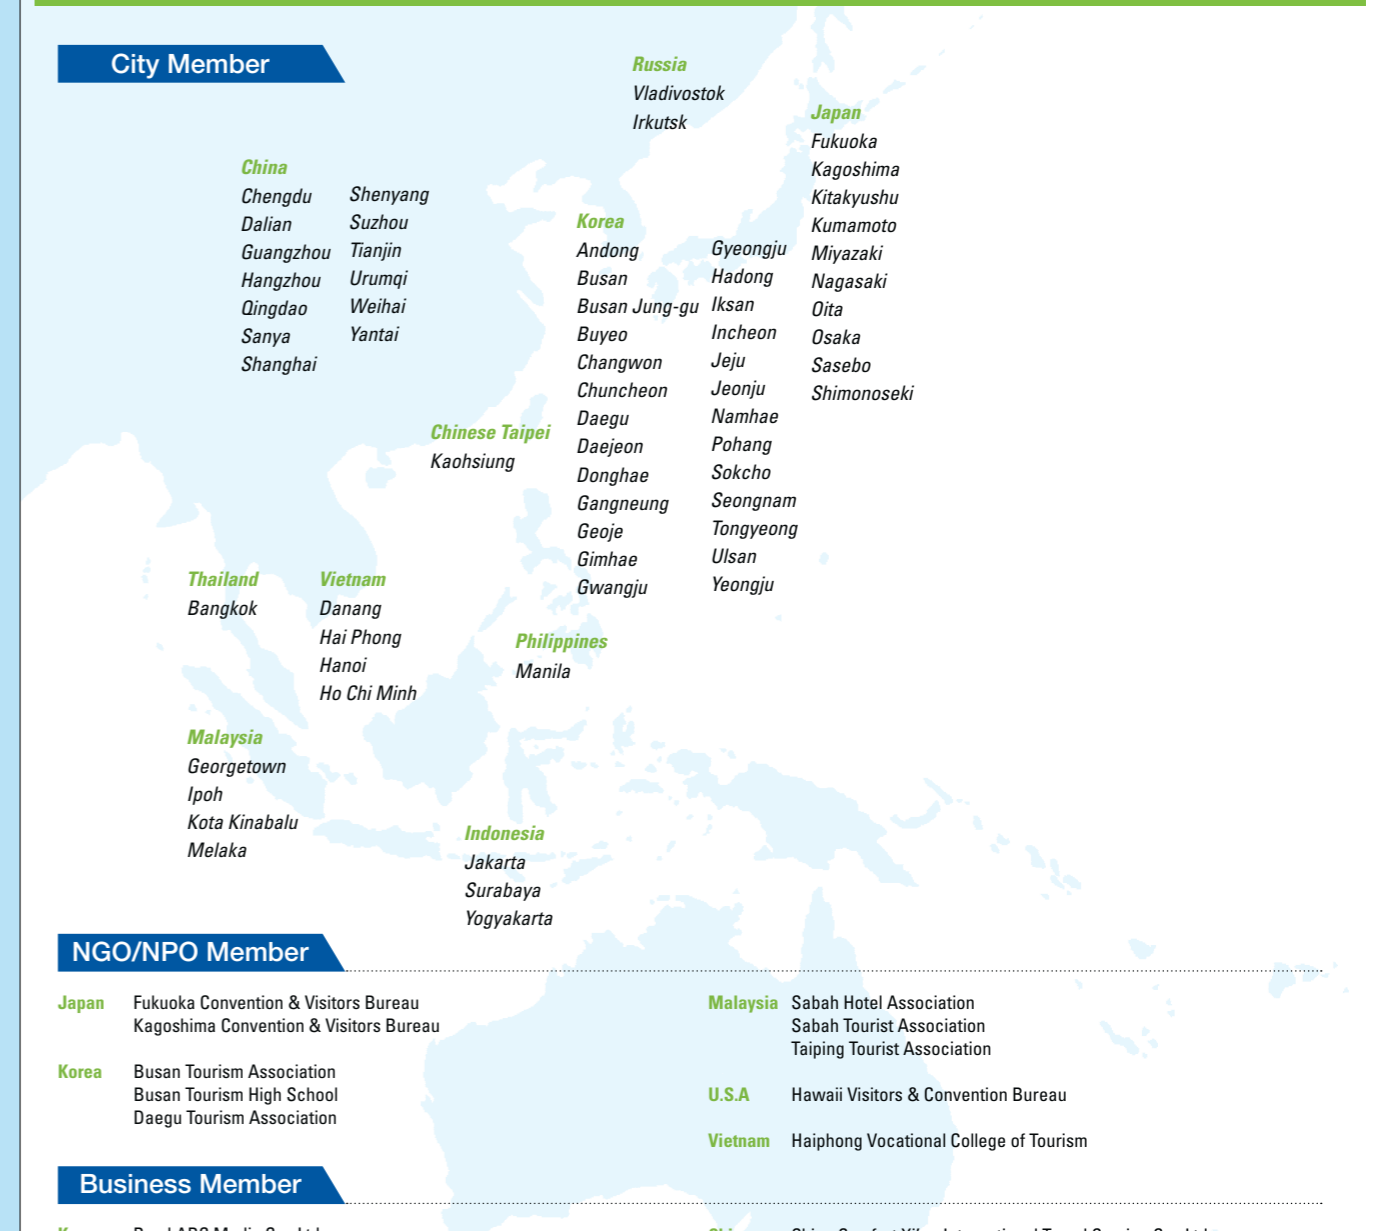 City Member
Russia
Vladivostok
Irkutsk
Japan
Fukuoka
Kagoshima
Kitakyushu
Kumamoto
Miyazaki
Nagasaki
Oita
Osaka
Sasebo
Shimonoseki
China
Chengdu
Dalian
Guangzhou
Hangzhou
Qingdao
Sanya
Shanghai
Shenyang
Suzhou
Tianjin
Urumqi
Weihai
Yantai
Korea
Andong
Busan
Busan Jung-gu
Buyeo
Changwon
Chuncheon
Daegu
Daejeon
Donghae
Gangneung
Geoje
Gimhae
Gwangju
Gyeongju
Hadong
Iksan
Incheon
Jeju
Jeonju
Namhae
Pohang
Sokcho
Seongnam
Tongyeong
Ulsan
Yeongju
Chinese Taipei
Kaohsiung
Thailand
Bangkok
Vietnam
Danang
Hai Phong
Hanoi
Ho Chi Minh
Philippines
Manila
Malaysia
Georgetown
Ipoh
Kota Kinabalu
Melaka
Indonesia
Jakarta
Surabaya
Yogyakarta
NGO/NPO Member
Japan Fukuoka Convention & Visitors Bureau
Kagoshima Convention & Visitors Bureau
Korea Busan Tourism Association
Busan Tourism High School
Daegu Tourism Association
Malaysia Sabah Hotel Association
Sabah Tourist Association
Taiping Tourist Association
U.S.A Hawaii Visitors & Convention Bureau
Vietnam Haiphong Vocational College of Tourism
Business Member